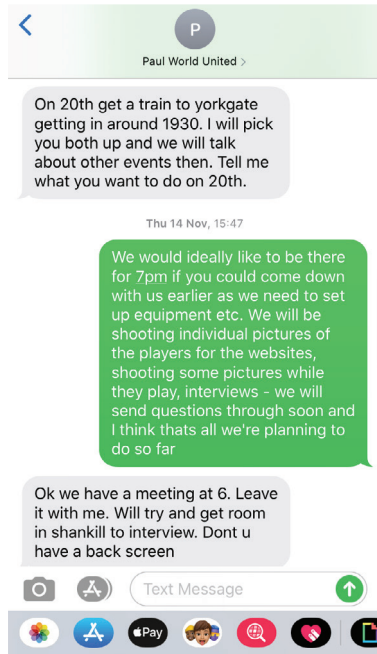 P
Paul World United >
On 20th get a train to yorkgate
getting in around 1930. I will pick
you both up and we will talk
about other events then. Tell me
what you want to do on 20th.
Thu 14 Nov, 15:47
We would ideally like to be there
for 7pm if you could come down
with us earlier as we need to set
up equipment etc. We will be
shooting individual pictures of
the players for the websites,
shooting some pictures while
they play, interviews - we will
send questions through soon and
I think thats all we're planning to
do so far
Ok we have a meeting at 6. Leave
it with me. Will try and get room
in shankill to interview. Dont u
have a back screen
Text Message
Pay